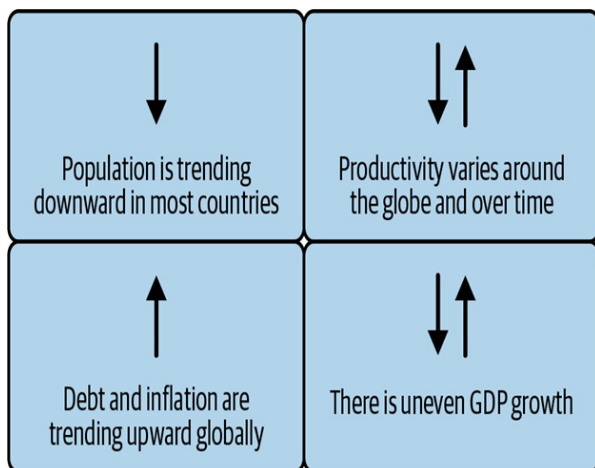 Population is trending
downward in most countries
Productivity varies around
the globe and over time
Debt and inflation are
trending upward globally
There is uneven GDP growth